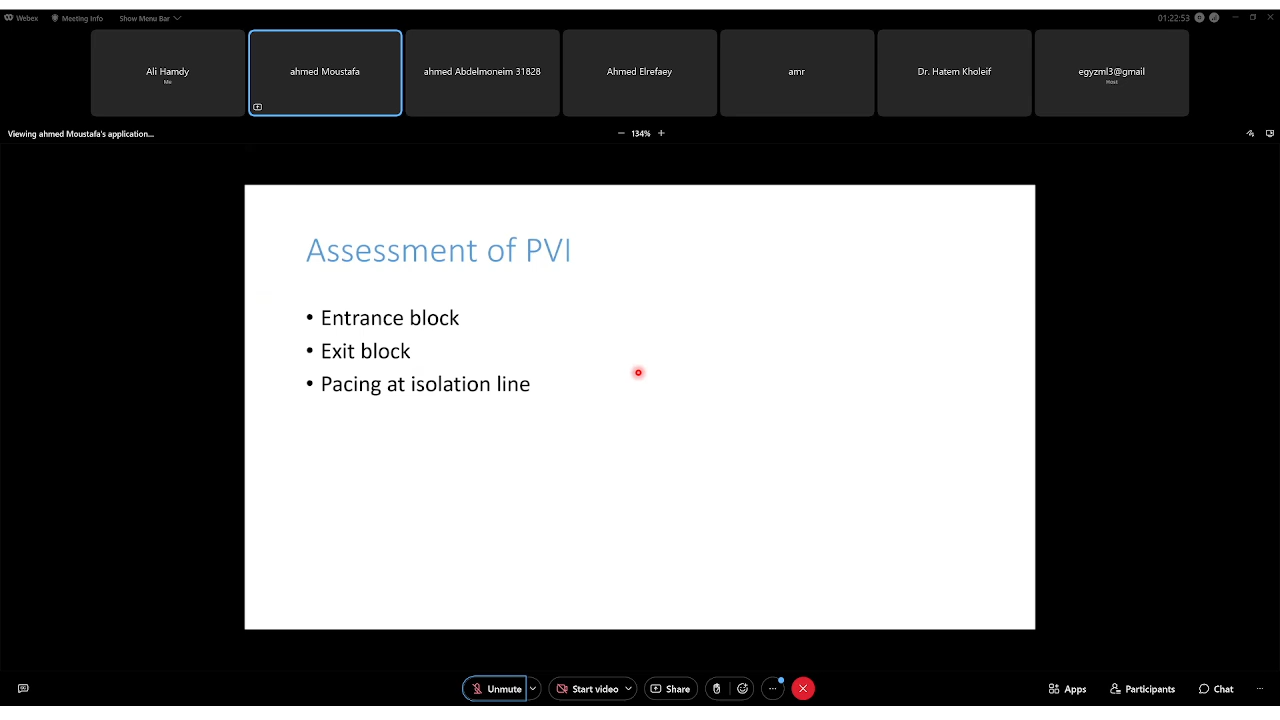 Webex
Meeting Info
Show Menu Bar
01:22:53
Ali Hamdy
Me
ahmed Moustafa
ahmed Abdelmoneim 31828
Ahmed Elrefaey
amr
Dr. Hatem Kholeif
egyzml3@gmail
Host
Viewing ahmed Moustafa's application...
134%
Assessment of PVI
• Entrance block
• Exit block
• Pacing at isolation line
Unmute
Start video
Share
Apps
Participants
Chat